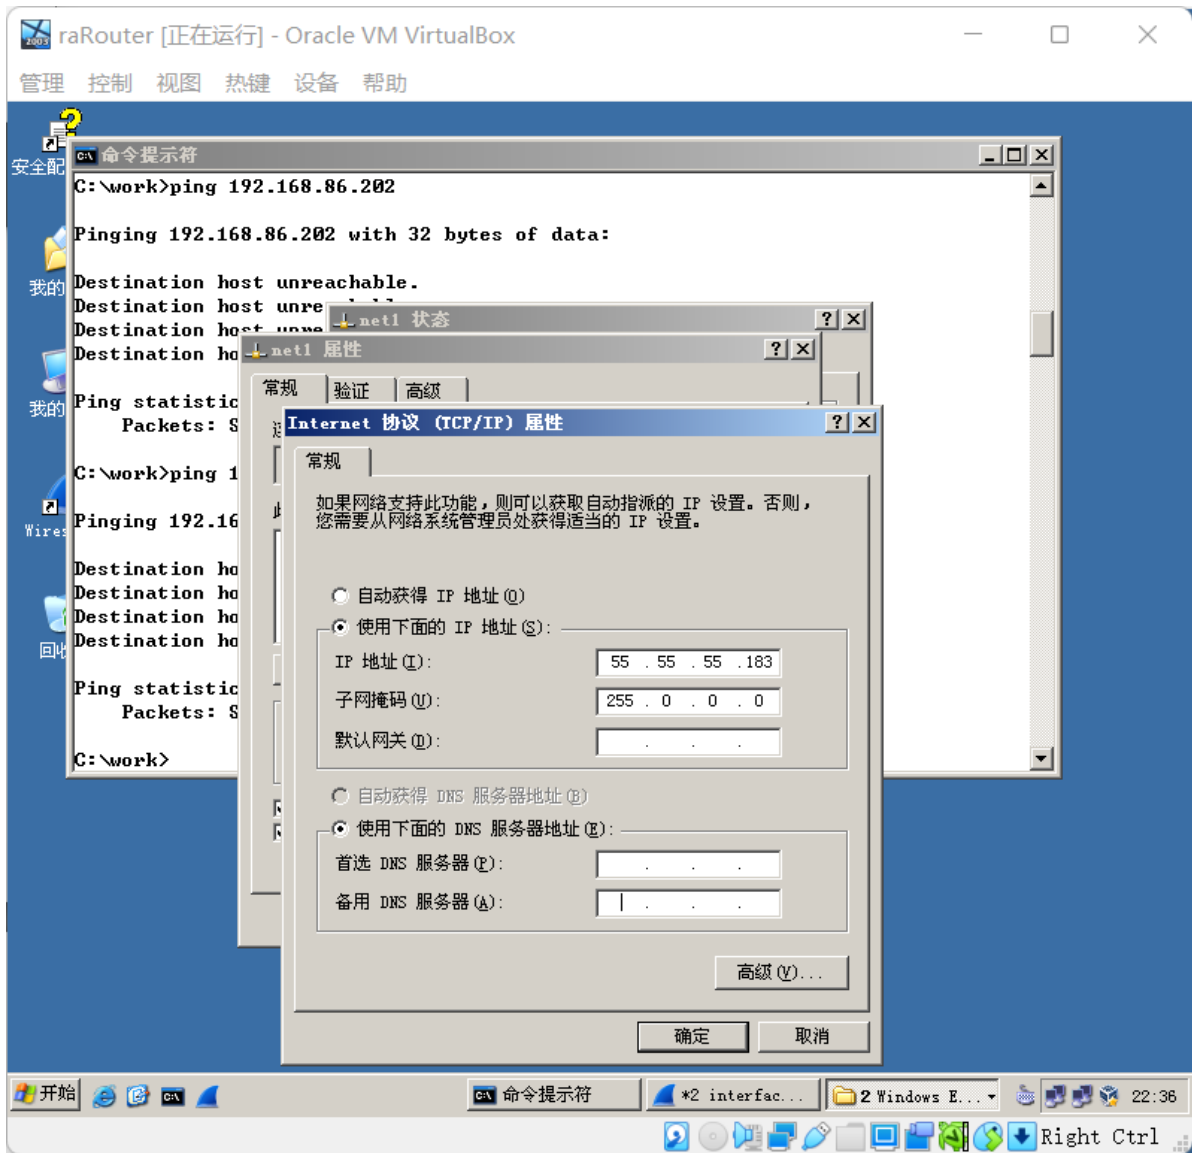 raRouter [正在运行] - Oracle VM VirtualBox
管理 控制 视图 热键 设备 帮助
安全配
命令提示符
C:\work>ping 192.168.86.202
Pinging 192.168.86.202 with 32 bytes of data:
我的
Destination host unreachable.
Destination host unre
Destination host unre
Destination ho
net1 状态
net1 属性
常规 验证 高级
我的
Ping statistic
Packets: S
Internet 协议 (TCP/IP) 属性
常规
C:\work>ping 1
如果网络支持此功能，则可以获取自动指派的 IP 设置。否则，
您需要从网络系统管理员处获得适当的 IP 设置。
Pinging 192.16
Wires
Destination ho
Destination ho
Destination ho
Destination ho
自动获得 IP 地址(O)
使用下面的 IP 地址(S):
回收
IP 地址(I): 55 . 55 . 55 .183
Ping statistic
Packets: S
子网掩码(U): 255 . 0 . 0 . 0
默认网关(D): . . .
C:\work>
自动获得 DNS 服务器地址(B)
使用下面的 DNS 服务器地址(E):
首选 DNS 服务器(P): . . .
备用 DNS 服务器(A): . . .
高级(V)...
确定 取消
开始 命令提示符 *2 interfac... 2 Windows E... 22:36
Right Ctrl